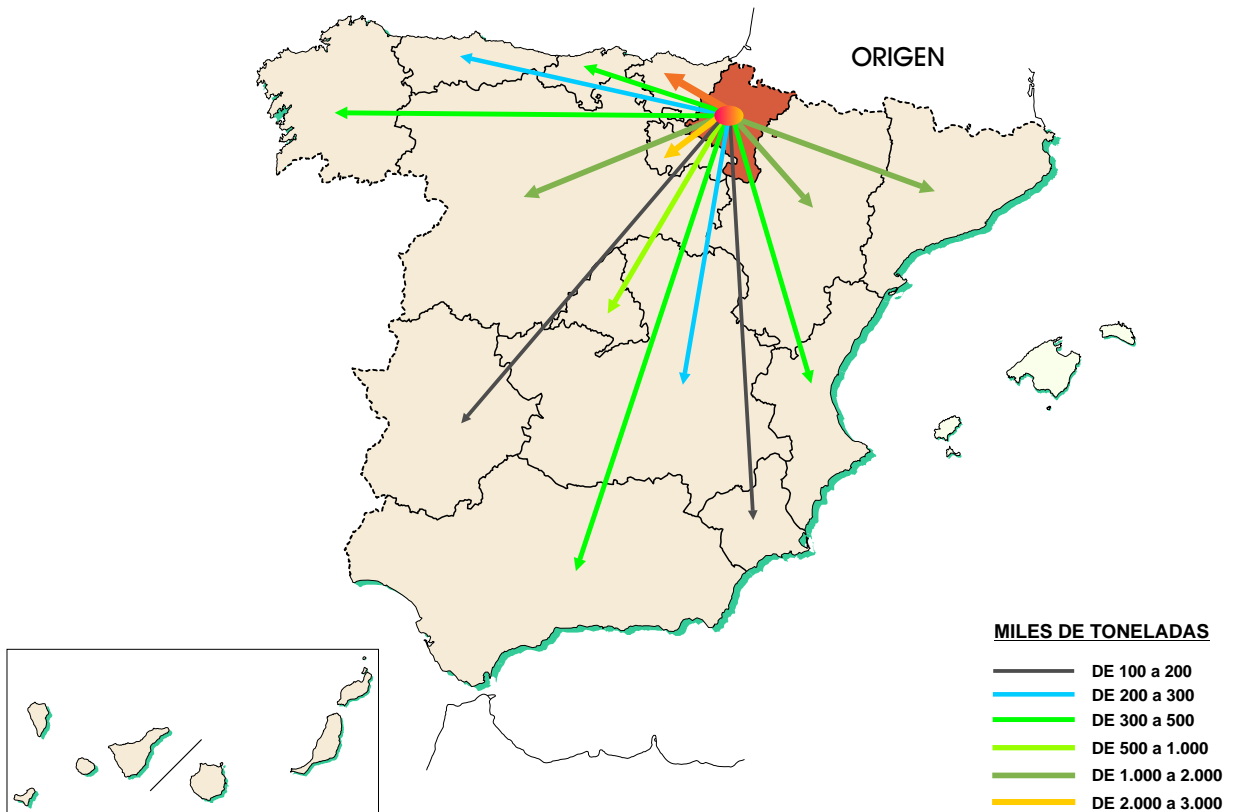 ORIGEN
MILES DE TONELADAS
DE 100 a 200
DE 200 a 300
DE 300 a 500
DE 500 a 1.000
DE 1.000 a 2.000
DE 2.000 a 3.000